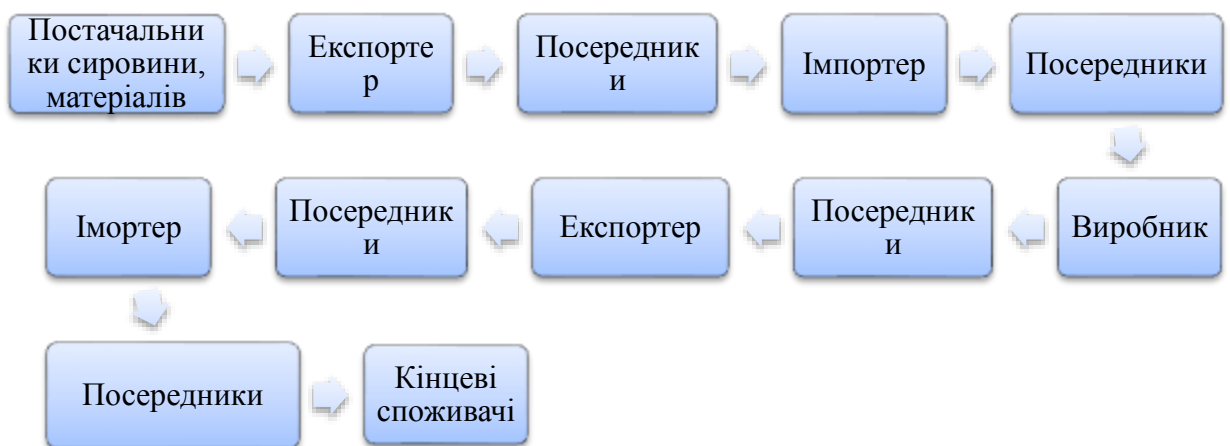 Постачальни
ки сировини,
матеріалів
Експорте
р
Посередник
и
Імпортер
Посередники
Виробник
Посередник
и
Експортер
Посередник
и
Імортер
Посередники
Кінцеві
споживачі